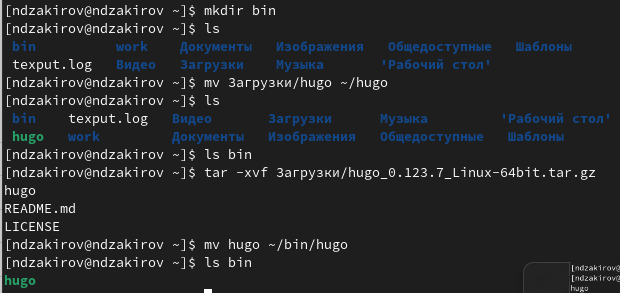 [ndzakirov@ndzakirov ~]$ mkdir bin
[ndzakirov@ndzakirov ~]$ ls
bin work Документы Изображения Общедоступные Шаблоны
texput.log Видео Загрузки Музыка 'Рабочий стол'
[ndzakirov@ndzakirov ~]$ mv Загрузки/hugo ~/hugo
[ndzakirov@ndzakirov ~]$ ls
bin texput.log Видео Загрузки Музыка 'Рабочий стол'
hugo work Документы Изображения Общедоступные Шаблоны
[ndzakirov@ndzakirov ~]$ ls bin
[ndzakirov@ndzakirov ~]$ tar -xvf Загрузки/hugo_0.123.7_Linux-64bit.tar.gz
hugo
README.md
LICENSE
[ndzakirov@ndzakirov ~]$ mv hugo ~/bin/hugo
[ndzakirov@ndzakirov ~]$ ls bin
hugo
[ndzakirov@
[ndzakirov@
hugo